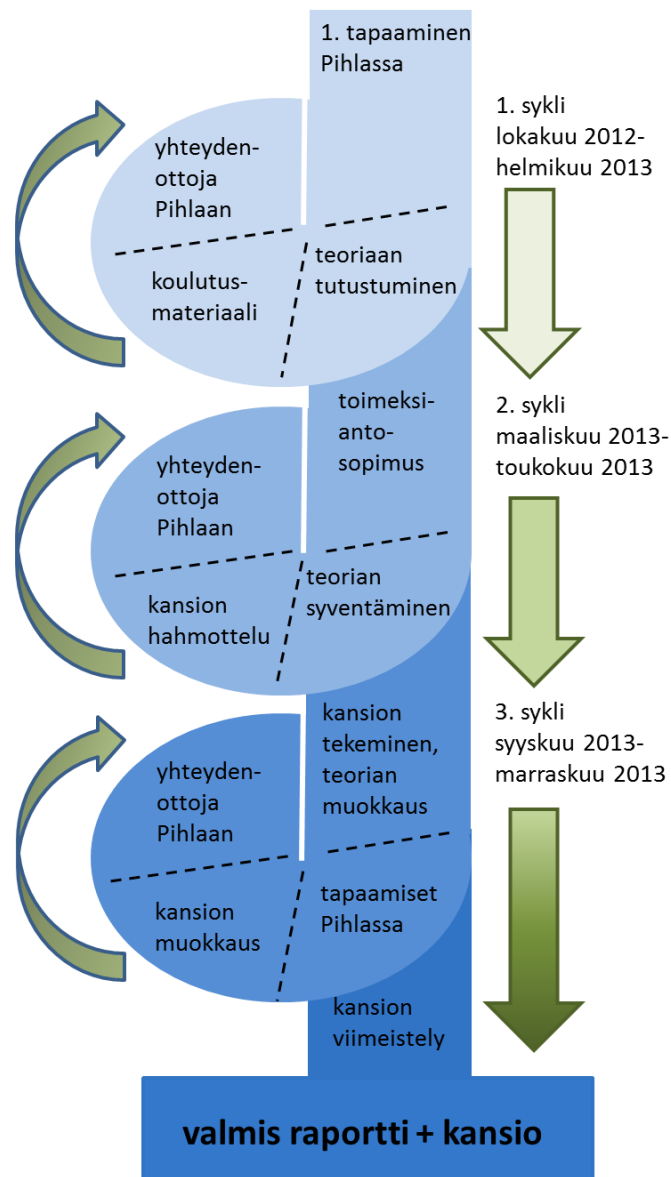 1. tapaaminen
Pihlassa
1. sykli
lokakuu 2012-
helmikuu 2013
yhteyden-
ottoja
Pihlaan
teoriaan
tutustuminen
koulutus-
materiaali
toimeksi-
anto-
sopimus
2. sykli
maaliskuu 2013-
toukokuu 2013
yhteyden-
ottoja
Pihlaan
teorian
syventäminen
kansion
hahmottelu
kansion
tekeminen,
teorian
muokkaus
3. sykli
syyskuu 2013-
marraskuu 2013
yhteyden-
ottoja
Pihlaan
tapaamiset
Pihlassa
kansion
muokkaus
kansion
viimeistely
valmis raportti + kansio